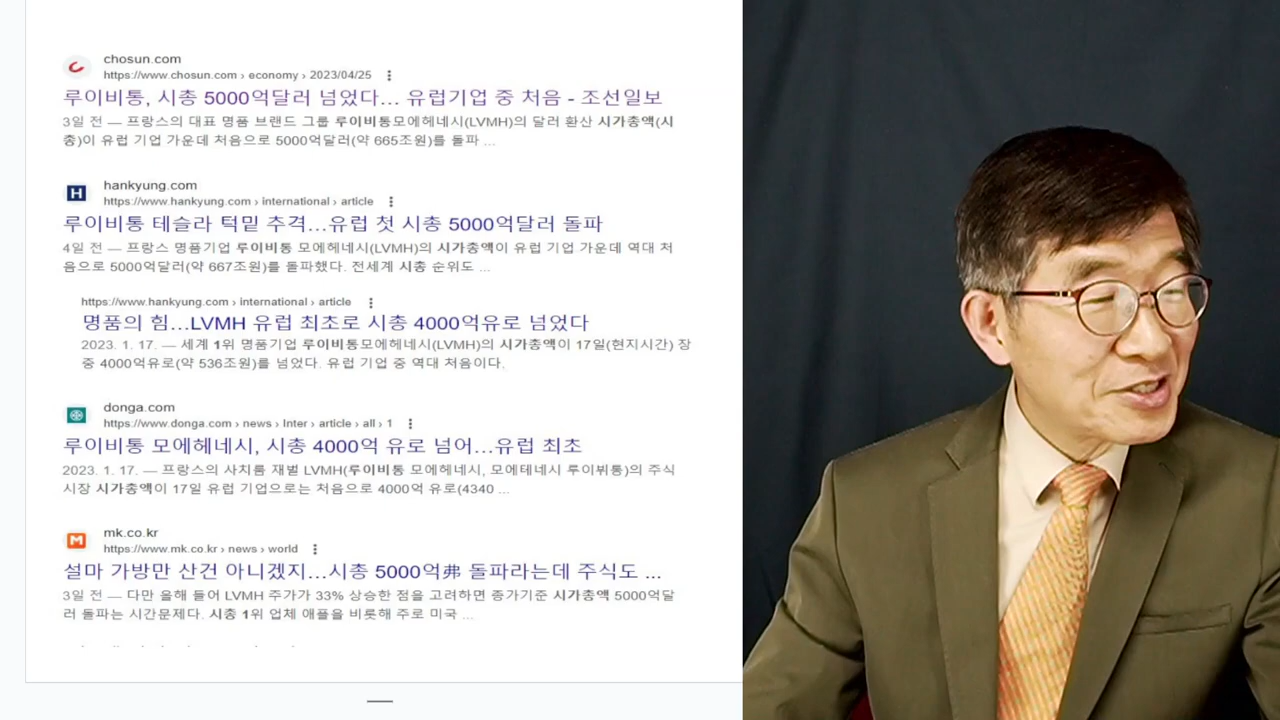 chosun.com
https://www.chosun.com › economy › 2023/04/25
루이비통, 시총 5000억달러 넘었다... 유럽기업 중 처음 - 조선일보
3일 전 — 프랑스의 대표 명품 브랜드 그룹 루이비통모에헤네시(LVMH)의 달러 환산 시가총액(시
총)이 유럽 기업 가운데 처음으로 5000억달러(약 665조원)를 돌파 ...
hankyung.com
https://www.hankyung.com › international › article
루이비통 테슬라 턱밑 추격…유럽 첫 시총 5000억달러 돌파
4일 전 — 프랑스 명품기업 루이비통 모에헤네시(LVMH)의 시가총액이 유럽 기업 가운데 역대 처
음으로 5000억달러(약 667조원)를 돌파했다. 전세계 시총 순위도 ...
https://www.hankyung.com › international › article
명품의 힘…LVMH 유럽 최초로 시총 4000억유로 넘었다
2023. 1. 17. — 세계 1위 명품기업 루이비통모에헤네시(LVMH)의 시가총액이 17일(현지시간) 장
중 4000억유로(약 536조원)를 넘었다. 유럽 기업 중 역대 처음이다.
donga.com
https://www.donga.com › news › Inter › article › all › 1
루이비통 모에헤네시, 시총 4000억 유로 넘어…유럽 최초
2023. 1. 17. — 프랑스의 사치품 재벌 LVMH(루이비통 모에헤네시, 모에테네시 루이뷔통)의 주식
시장 시가총액이 17일 유럽 기업으로는 처음으로 4000억 유로(4340 ...
mk.co.kr
https://www.mk.co.kr › news › world
설마 가방만 산건 아니겠지…시총 5000억弗 돌파라는데 주식도 ...
3일 전 — 다만 올해 들어 LVMH 주가가 33% 상승한 점을 고려하면 종가기준 시가총액 5000억달
러 돌파는 시간문제다. 시총 1위 업체 애플을 비롯해 주로 미국 ...